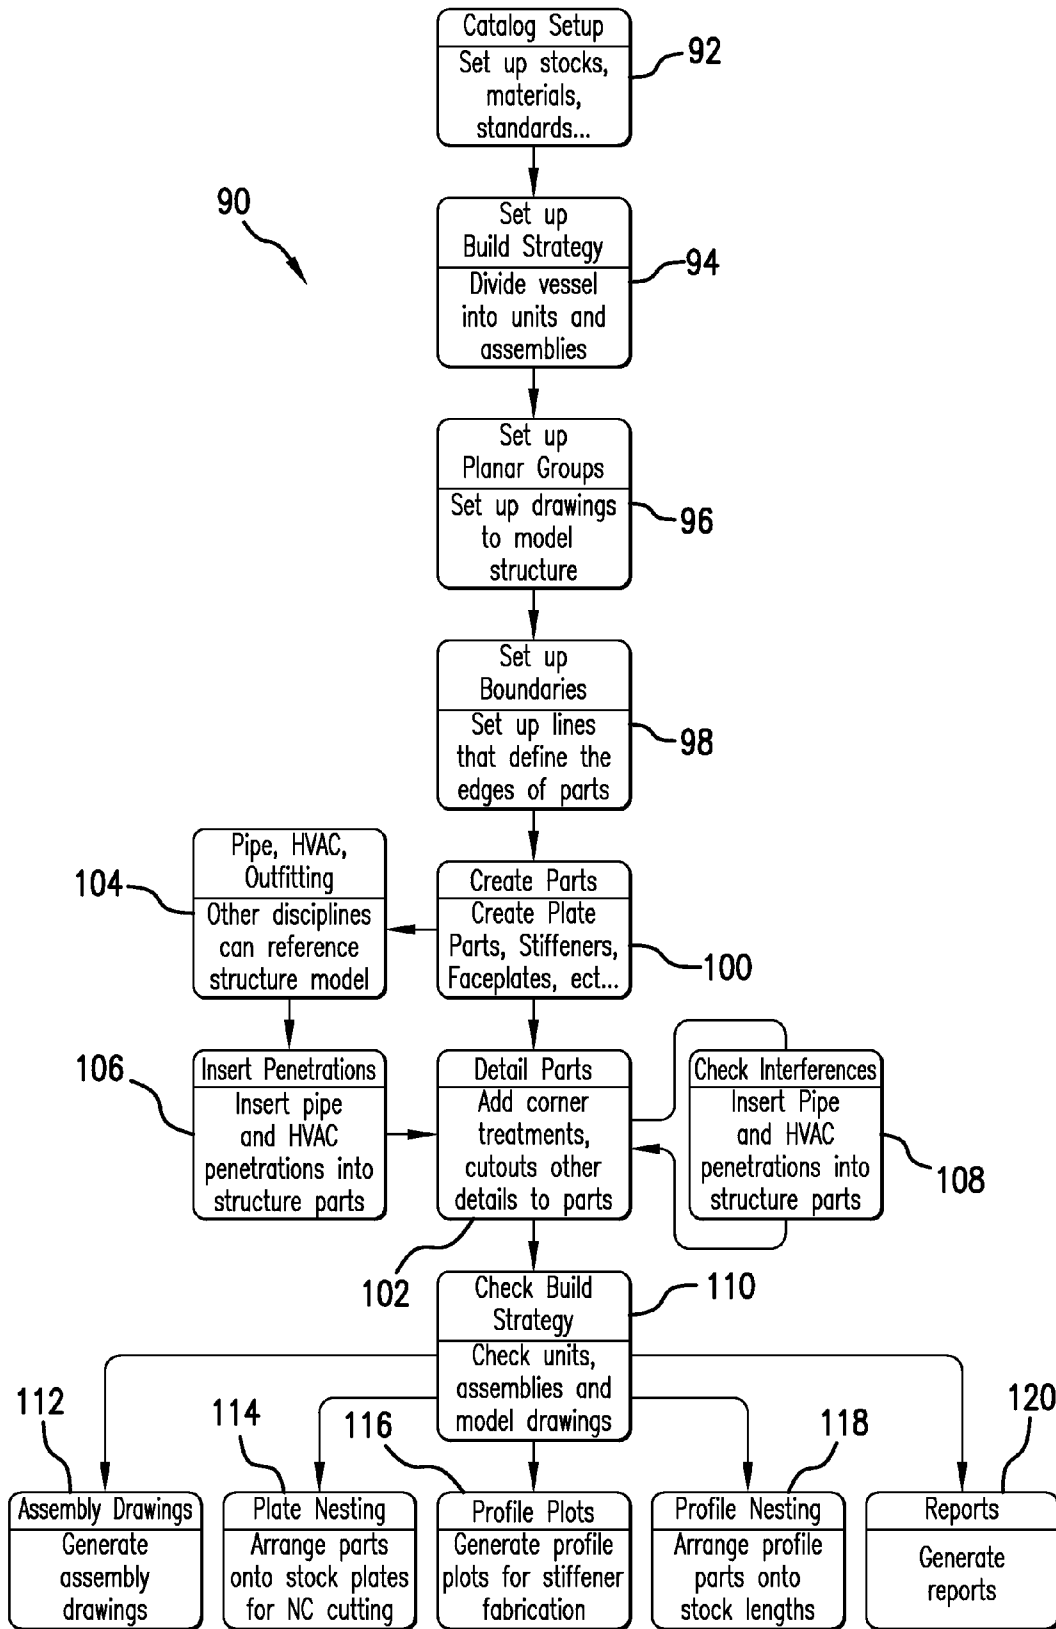 Catalog Setup
Set up stocks,
materials,
standards...
92
90
Set up
Build Strategy
Divide vessel
into units and
assemblies
94
Set up
Planar Groups
Set up drawings
to model
structure
96
Set up
Boundaries
Set up lines
that define the
edges of parts
98
Pipe, HVAC,
Outfitting
Other disciplines
can reference
structure model
104
Create Parts
Create Plate
Parts, Stiffeners,
Faceplates, ect...
100
106
Insert Penetrations
Insert pipe
and HVAC
penetrations into
structure parts
Detail Parts
Add corner
treatments,
cutouts other
details to parts
102
Check Interferences
Insert Pipe
and HVAC
penetrations into
structure parts
108
Check Build
Strategy
Check units,
assemblies and
model drawings
110
112
Assembly Drawings
Generate
assembly
drawings
114
Plate Nesting
Arrange parts
onto stock plates
for NC cutting
116
Profile Plots
Generate profile
plots for stiffener
fabrication
118
Profile Nesting
Arrange profile
parts onto
stock lengths
120
Reports
Generate
reports